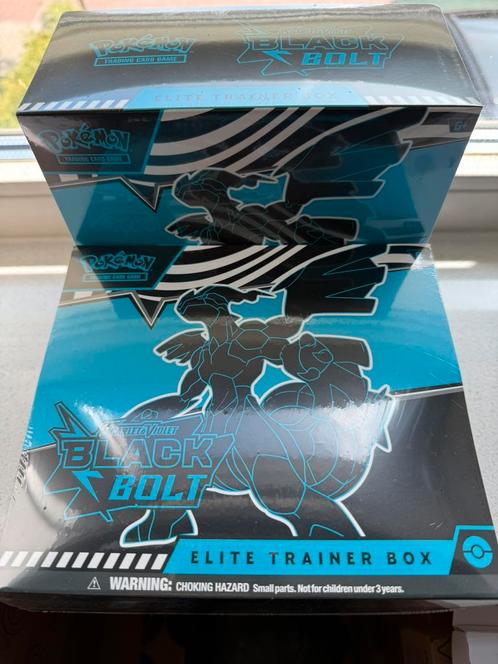 POKÉMON
TRADING CARD GAME
BLACK
BOLT
ELITE TRAINER BOX
POKÉMON
TRADING CARD GAME
6+
POKÉMON
TRADING CARD GAME
SCARLET & VIOLET
BLACK
BOLT
ELITE TRAINER BOX
WARNING: CHOKING HAZARD Small parts. Not for children under 3 years.